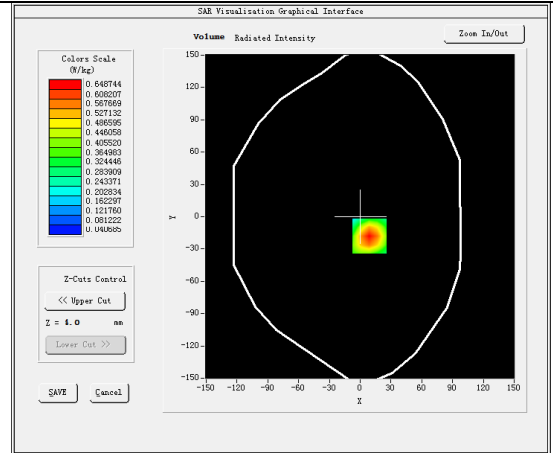 SAR Visualisation Graphical Interface
Volume Radiated Intensity
Zoom In/Out
Colors Scale
(W/kg)
0.648744
0.608207
0.567669
0.527132
0.486595
0.446058
0.405520
0.364983
0.324446
0.283909
0.243371
0.202834
0.162297
0.121760
0.081222
0.040685
Z-Cuts Control
<< Upper Cut
Z = 4.0 mm
Lower Cut >>
SAVE Cancel
150
120
90
60
30
0
-30
-60
-90
-120
-150
Y
-150 -120 -90 -60 -30 0 30 60 90 120 150
X